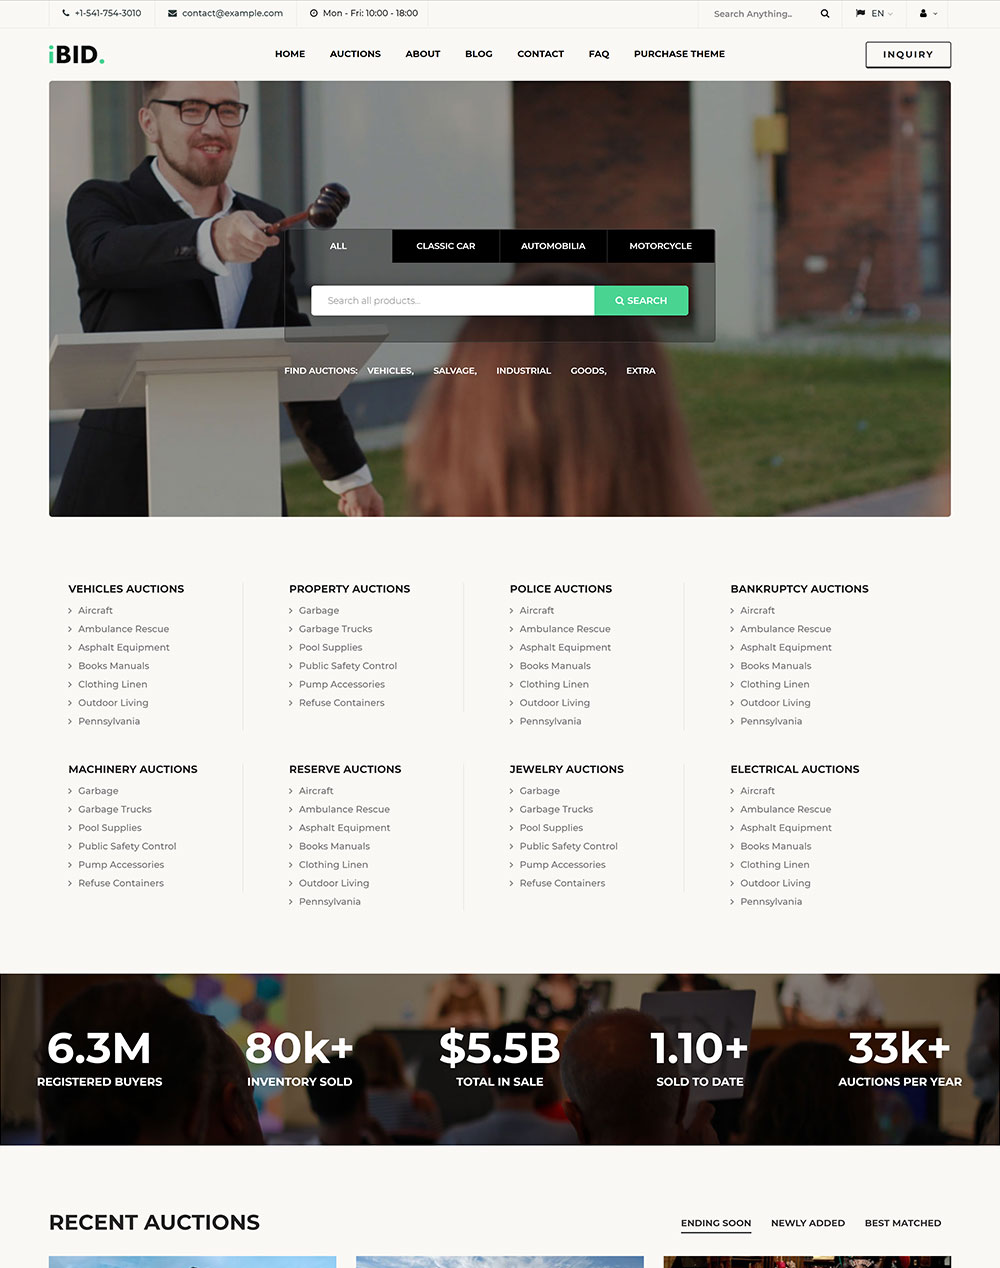 +1-541-754-3010 contact@example.com Mon - Fri: 10:00 - 18:00 Search Anything.. EN
iBID. HOME AUCTIONS ABOUT BLOG CONTACT FAQ PURCHASE THEME INQUIRY
ALL CLASSIC CAR AUTOMOBILIA MOTORCYCLE
Search all products... SEARCH
FIND AUCTIONS: VEHICLES, SALVAGE, INDUSTRIAL GOODS, EXTRA
VEHICLES AUCTIONS
Aircraft
Ambulance Rescue
Asphalt Equipment
Books Manuals
Clothing Linen
Outdoor Living
Pennsylvania
PROPERTY AUCTIONS
Garbage
Garbage Trucks
Pool Supplies
Public Safety Control
Pump Accessories
Refuse Containers
POLICE AUCTIONS
Aircraft
Ambulance Rescue
Asphalt Equipment
Books Manuals
Clothing Linen
Outdoor Living
Pennsylvania
BANKRUPTCY AUCTIONS
Aircraft
Ambulance Rescue
Asphalt Equipment
Books Manuals
Clothing Linen
Outdoor Living
Pennsylvania
MACHINERY AUCTIONS
Garbage
Garbage Trucks
Pool Supplies
Public Safety Control
Pump Accessories
Refuse Containers
RESERVE AUCTIONS
Aircraft
Ambulance Rescue
Asphalt Equipment
Books Manuals
Clothing Linen
Outdoor Living
Pennsylvania
JEWELRY AUCTIONS
Garbage
Garbage Trucks
Pool Supplies
Public Safety Control
Pump Accessories
Refuse Containers
ELECTRICAL AUCTIONS
Aircraft
Ambulance Rescue
Asphalt Equipment
Books Manuals
Clothing Linen
Outdoor Living
Pennsylvania
6.3M 80k+ $5.5B 1.10+ 33k+
REGISTERED BUYERS INVENTORY SOLD TOTAL IN SALE SOLD TO DATE AUCTIONS PER YEAR
RECENT AUCTIONS ENDING SOON NEWLY ADDED BEST MATCHED